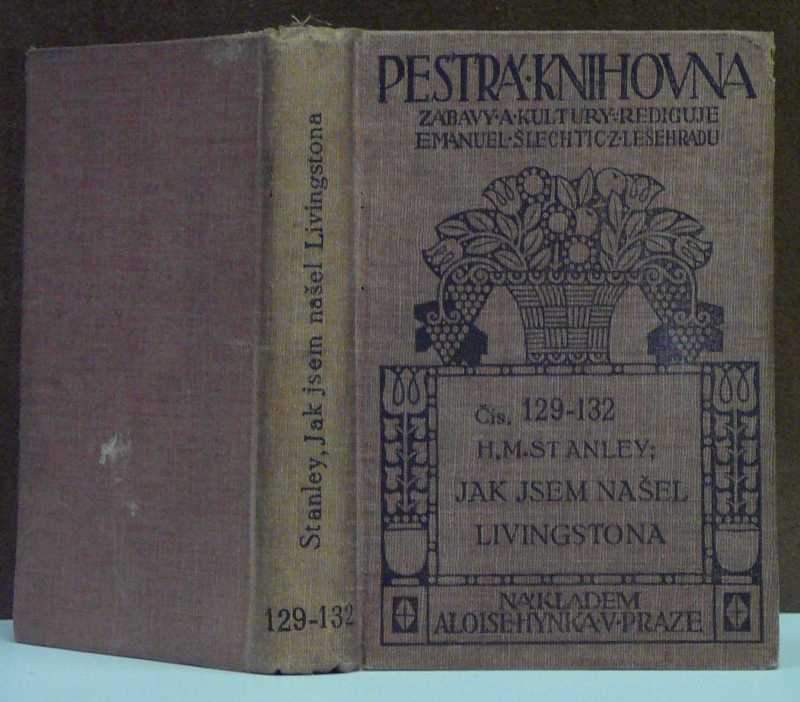 Stanley, Jak jsem našel Livingstona
129-132
PESTRÁ·KNIHOVNA
ZÁBAVY·A·KULTURY·REDIGUJE
EMANUEL·ŠLECHTIC·Z·LEŠEHRADU
Čís. 129-132
H. M. STANLEY;
JAK JSEM NAŠEL
LIVINGSTONA
NÁKLADEM
ALOISE·HYNKA·V·PRAZE